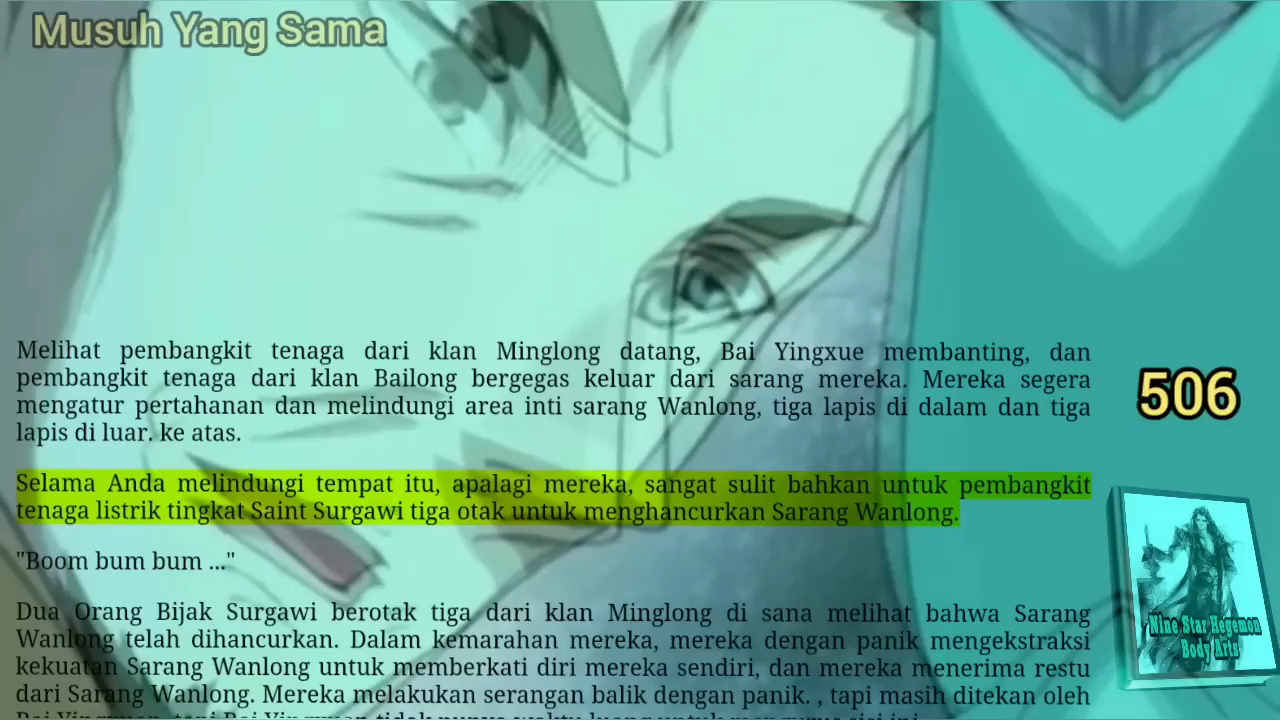 Musuh Yang Sama
Melihat pembangkit tenaga dari klan Minglong datang, Bai Yingxue membanting, dan
pembangkit tenaga dari klan Bailong bergegas keluar dari sarang mereka. Mereka segera
mengatur pertahanan dan melindungi area inti sarang Wanlong, tiga lapis di dalam dan tiga
lapis di luar. ke atas.
506
Selama Anda melindungi tempat itu, apalagi mereka, sangat sulit bahkan untuk pembangkit
tenaga listrik tingkat Saint Surgawi tiga otak untuk menghancurkan Sarang Wanlong.
"Boom bum bum ..."
Dua Orang Bijak Surgawi berotak tiga dari klan Minglong di sana melihat bahwa Sarang
Wanlong telah dihancurkan. Dalam kemarahan mereka, mereka dengan panik mengekstraksi
kekuatan Sarang Wanlong untuk memberkati diri mereka sendiri, dan mereka menerima restu
dari Sarang Wanlong. Mereka melakukan serangan balik dengan panik. , tapi masih ditekan oleh
Nine Star Hegemon
Body Arts